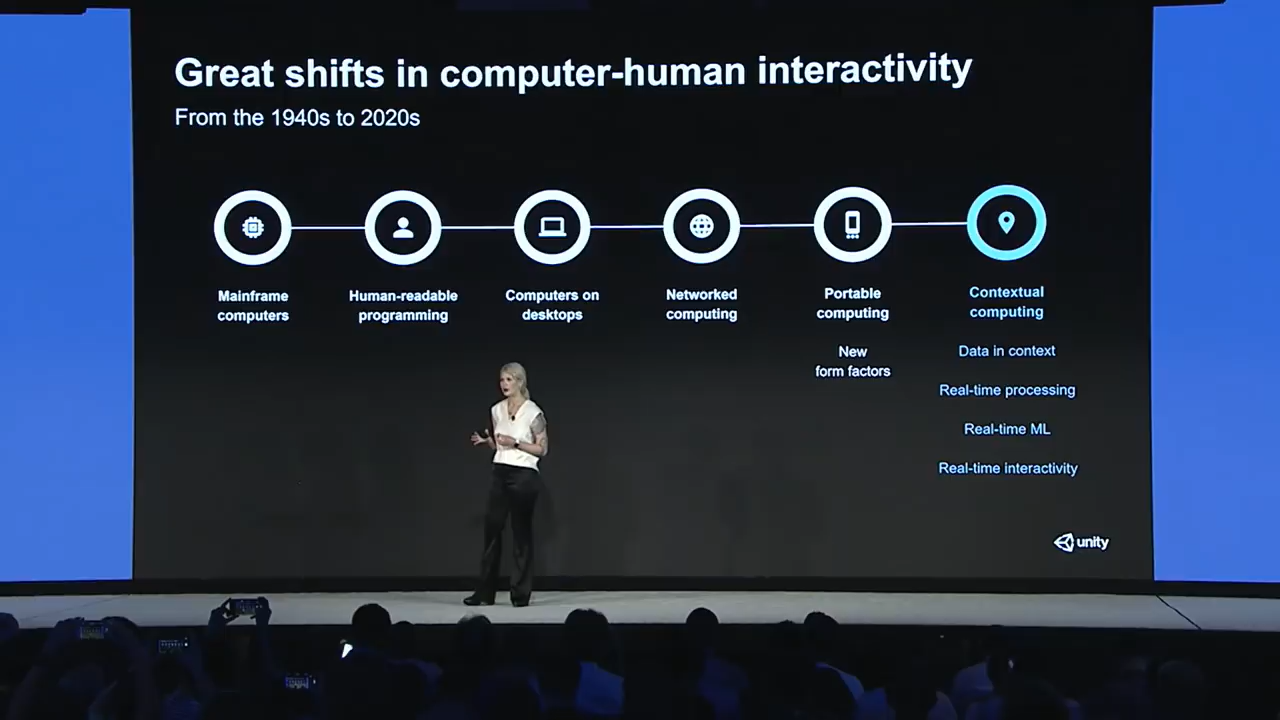 Great shifts in computer-human interactivity
From the 1940s to 2020s
Mainframe
computers
Human-readable
programming
Computers on
desktops
Networked
computing
Portable
computing
New
form factors
Contextual
computing
Data in context
Real-time processing
Real-time ML
Real-time interactivity
unity